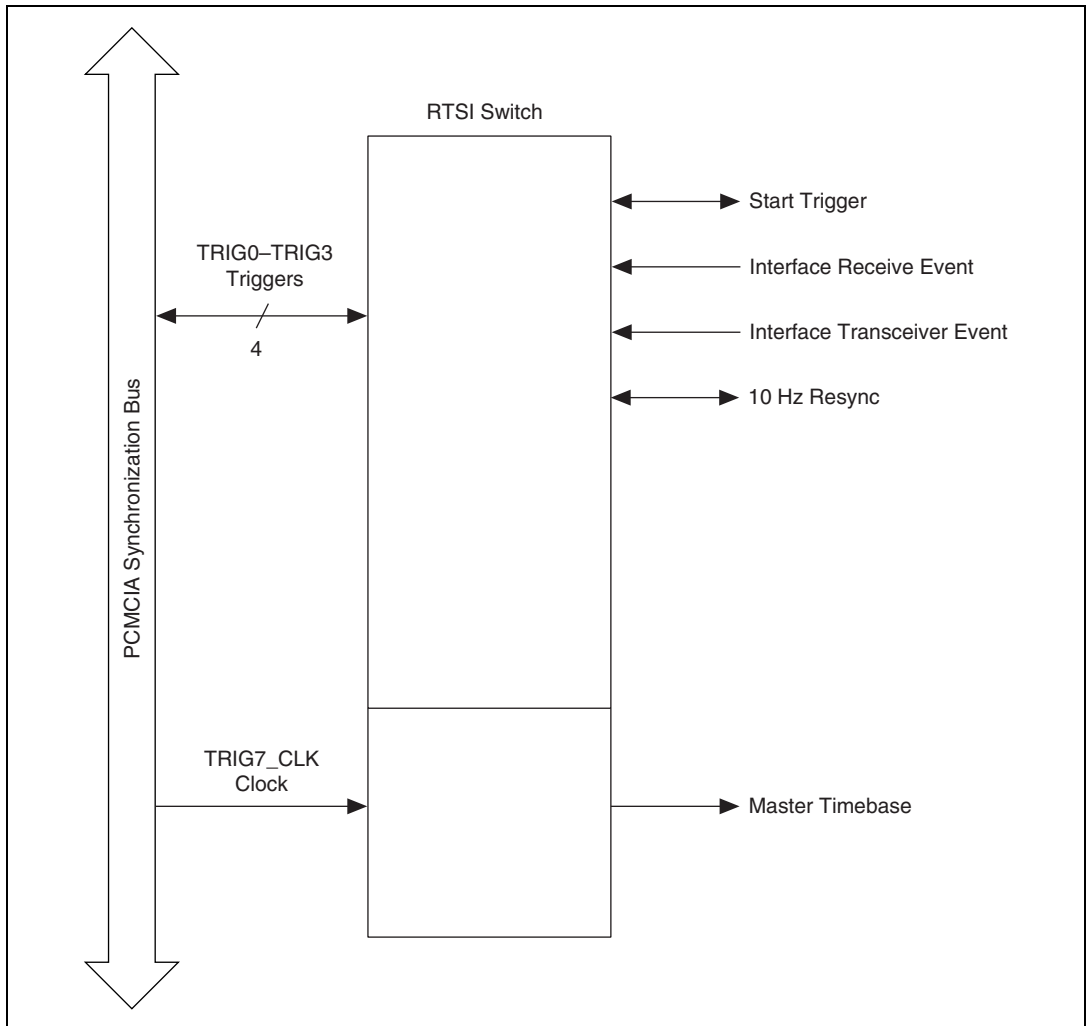 RTSI Switch
Start Trigger
TRIG0–TRIG3
Triggers
4
Interface Receive Event
Interface Transceiver Event
10 Hz Resync
PCMCIA Synchronization Bus
TRIG7_CLK
Clock
Master Timebase